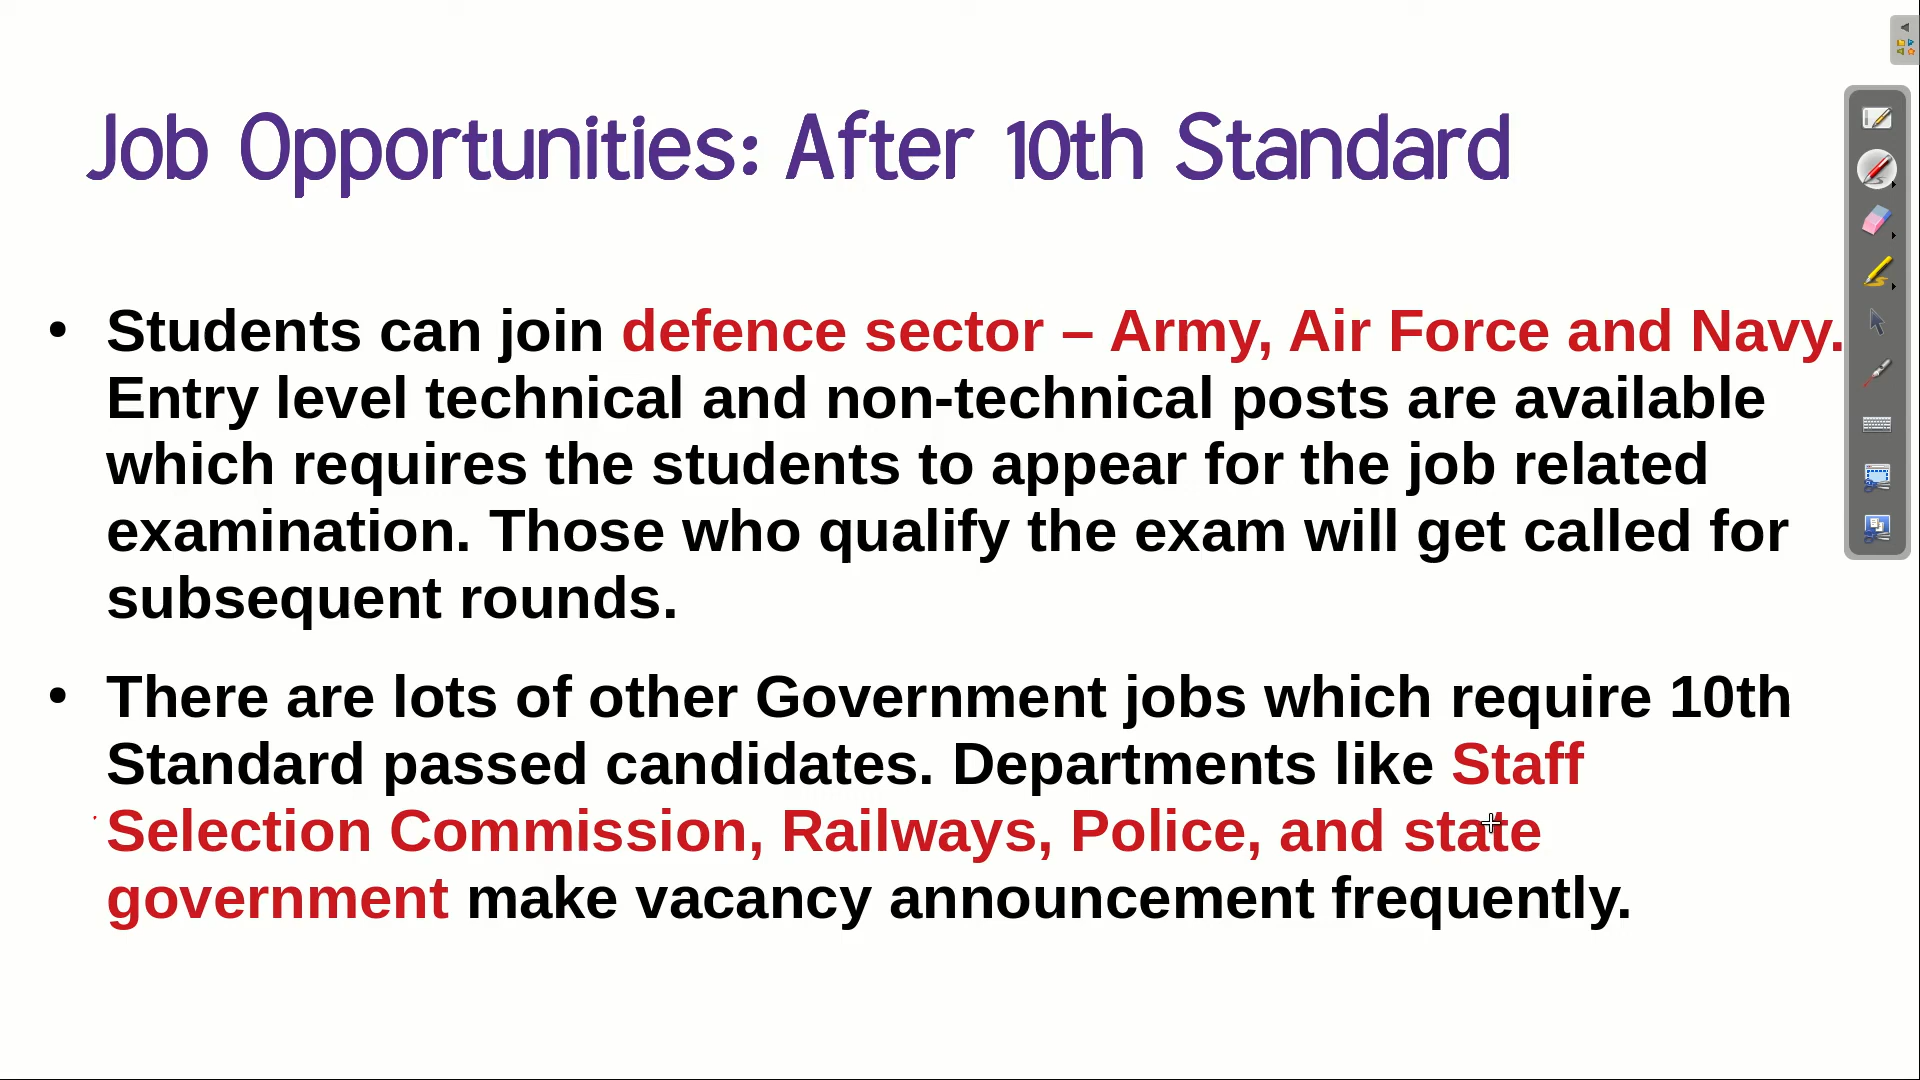 Job Opportunities: After 10th Standard
• Students can join defence sector – Army, Air Force and Navy.
Entry level technical and non-technical posts are available
which requires the students to appear for the job related
examination. Those who qualify the exam will get called for
subsequent rounds.
• There are lots of other Government jobs which require 10th
Standard passed candidates. Departments like Staff
Selection Commission, Railways, Police, and state
government make vacancy announcement frequently.